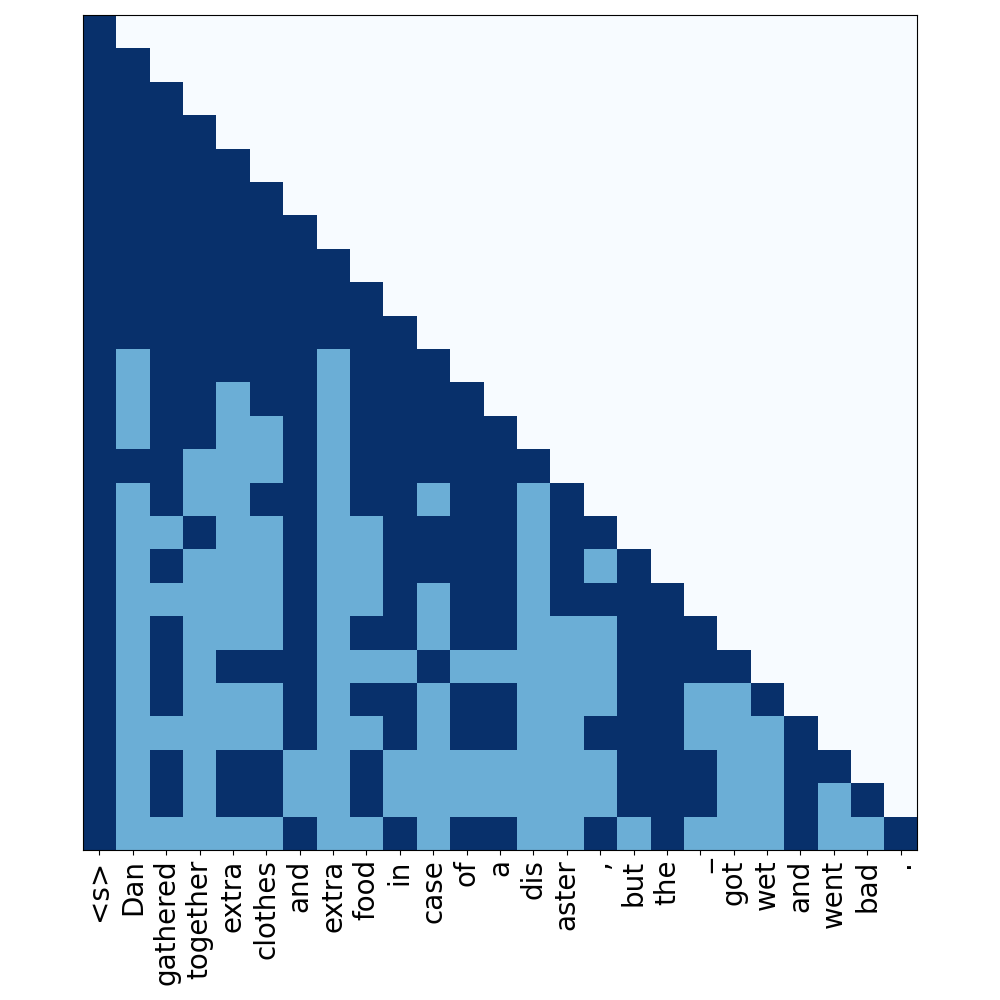 <s> Dan gathered together extra clothes and extra food in case of a dis aster , but the _ got wet and went bad .